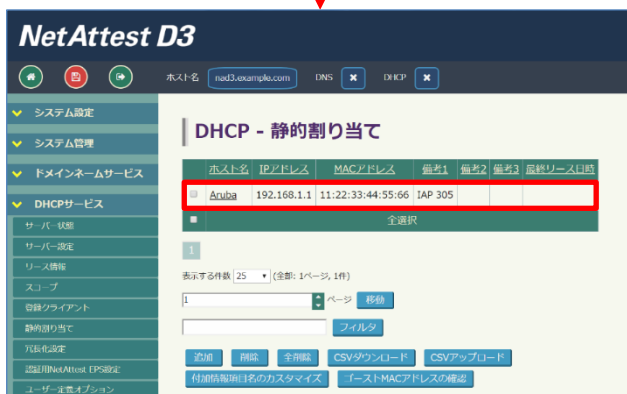 NetAttest D3
ホスト名 nad3.example.com DNS × DHCP ×
システム設定
システム管理
ドメインネームサービス
DHCPサービス
サーバー状態
サーバー設定
リース情報
スコープ
登録クライアント
静的割り当て
冗長化設定
認証用NetAttest EPS設定
ユーザー定義オプション
DHCP - 静的割り当て
ホスト名 IPアドレス MACアドレス 備考1 備考2 備考3 最終リース日時
Aruba 192.168.1.1 11:22:33:44:55:66 IAP 305
全選択
1
表示する件数 25 (全部: 1ページ, 1件)
1 ページ 移動
フィルタ
追加 削除 全削除 CSVダウンロード CSVアップロード
付加情報項目名のカスタマイズ ゴーストMACアドレスの確認